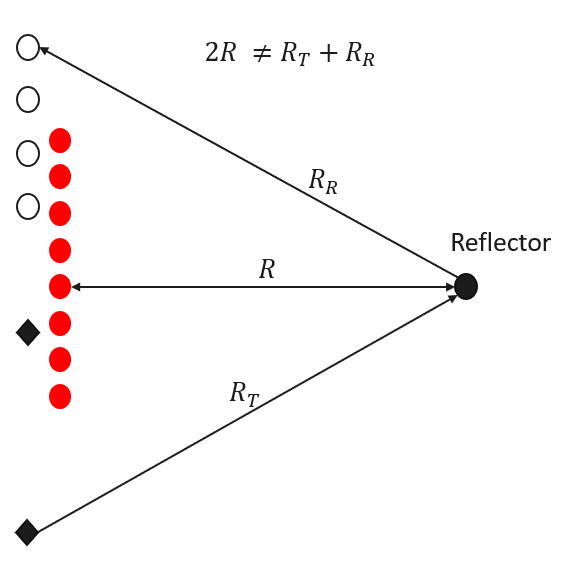 2R ≠ R_T + R_R
R_R
Reflector
R
R_T